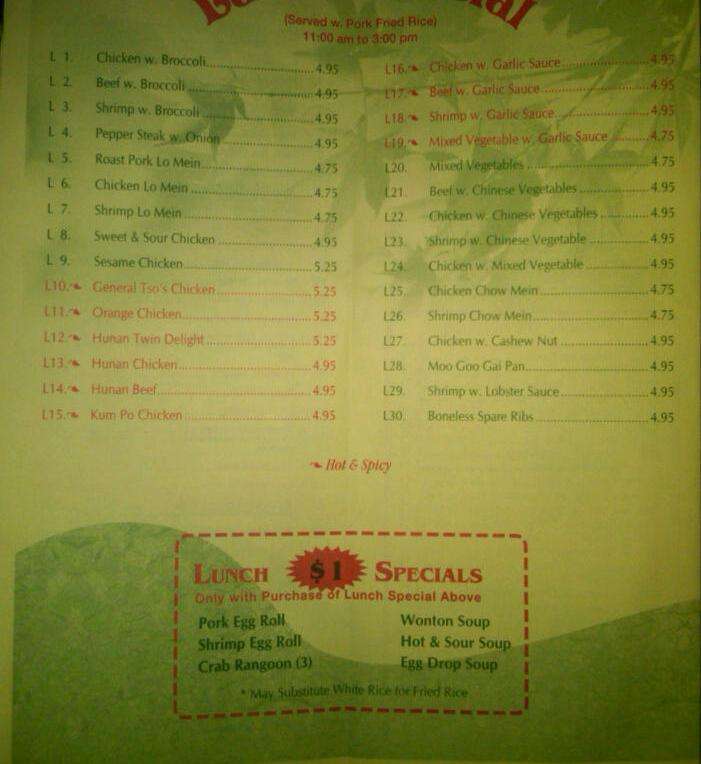 (Served w. Pork Fried Rice)
11:00 am to 3:00 pm
L 1. Chicken w. Broccoli 4.95
L 2. Beef w. Broccoli 4.95
L 3. Shrimp w. Broccoli 4.95
L 4. Pepper Steak w. Onion 4.95
L 5. Roast Pork Lo Mein 4.75
L 6. Chicken Lo Mein 4.75
L 7. Shrimp Lo Mein 4.75
L 8. Sweet & Sour Chicken 4.95
L 9. Sesame Chicken 5.25
L10. General Tso's Chicken 5.25
L11. Orange Chicken 5.25
L12. Hunan Twin Delight 5.25
L13. Hunan Chicken 4.95
L14. Hunan Beef 4.95
L15. Kum Po Chicken 4.95
L16. Chicken w. Garlic Sauce 4.95
L17. Beef w. Garlic Sauce 4.95
L18. Shrimp w. Garlic Sauce 4.95
L19. Mixed Vegetable w. Garlic Sauce 4.75
L20. Mixed Vegetables 4.75
L21. Beef w. Chinese Vegetables 4.95
L22. Chicken w. Chinese Vegetables 4.95
L23. Shrimp w. Chinese Vegetable 4.95
L24. Chicken w. Mixed Vegetable 4.95
L25. Chicken Chow Mein 4.75
L26. Shrimp Chow Mein 4.75
L27. Chicken w. Cashew Nut 4.95
L28. Moo Goo Gai Pan 4.95
L29. Shrimp w. Lobster Sauce 4.95
L30. Boneless Spare Ribs 4.95
Hot & Spicy
LUNCH $1 SPECIALS
Only with Purchase of Lunch Special Above
Pork Egg Roll
Shrimp Egg Roll
Crab Rangoon (3)
Wonton Soup
Hot & Sour Soup
Egg Drop Soup
* May Substitute White Rice for Fried Rice